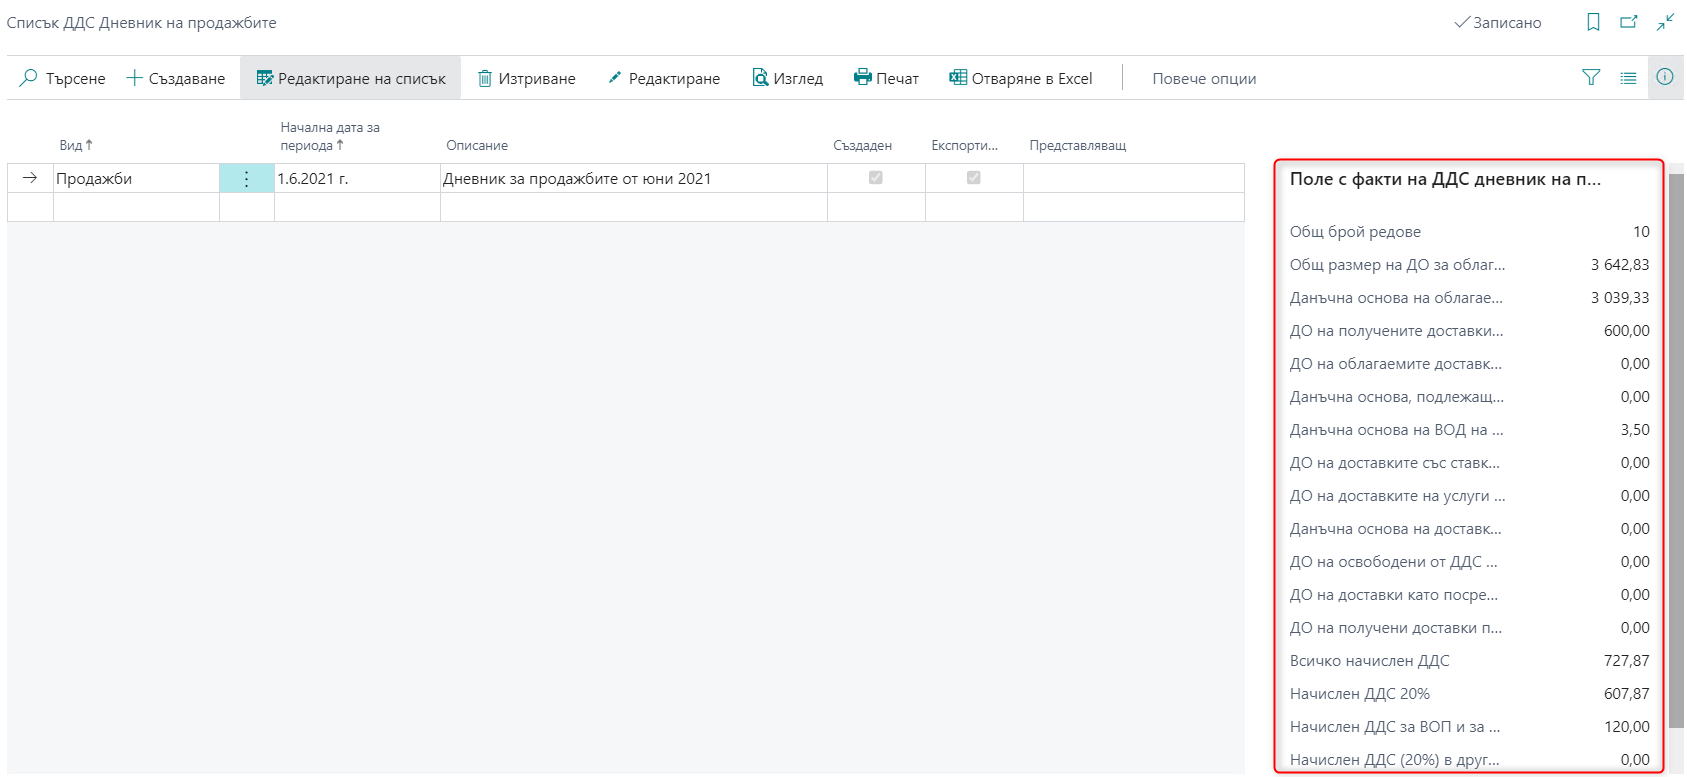 Списък ДДС Дневник на продажбите
Записано
Търсене
Създаване
Редактиране на списък
Изтриване
Редактиране
Изглед
Печат
Отваряне в Excel
Повече опции
Вид ↑
Начална дата за
периода ↑
Описание
Създаден
Експорти...
Представляващ
Продажби
1.6.2021 г.
Дневник за продажбите от юни 2021
Поле с факти на ДДС дневник на п...
Общ брой редове 10
Общ размер на ДО за облаг... 3 642,83
Данъчна основа на облагае... 3 039,33
ДО на получените доставки... 600,00
ДО на облагаемите доставк... 0,00
Данъчна основа, подлежащ... 0,00
Данъчна основа на ВОД на ... 3,50
ДО на доставките със ставк... 0,00
ДО на доставките на услуги ... 0,00
Данъчна основа на доставк... 0,00
ДО на освободени от ДДС ... 0,00
ДО на доставки като посре... 0,00
ДО на получени доставки п... 0,00
Всичко начислен ДДС 727,87
Начислен ДДС 20% 607,87
Начислен ДДС за ВОП и за ... 120,00
Начислен ДДС (20%) в друг... 0,00